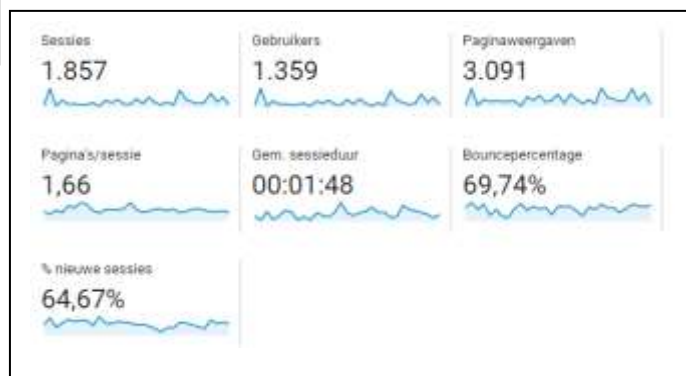 Sessies
1.857
Gebruikers
1.359
Paginaweergaven
3.091
Pagina's/sessie
1,66
Gem. sessieduur
00:01:48
Bouncepercentage
69,74%
% nieuwe sessies
64,67%